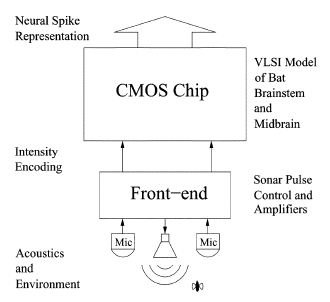 Neural Spike
Representation
CMOS Chip
VLSI Model
of Bat
Brainstem
and
Midbrain
Intensity
Encoding
Front-end
Sonar Pulse
Control and
Amplifiers
Mic
Mic
Acoustics
and
Environment